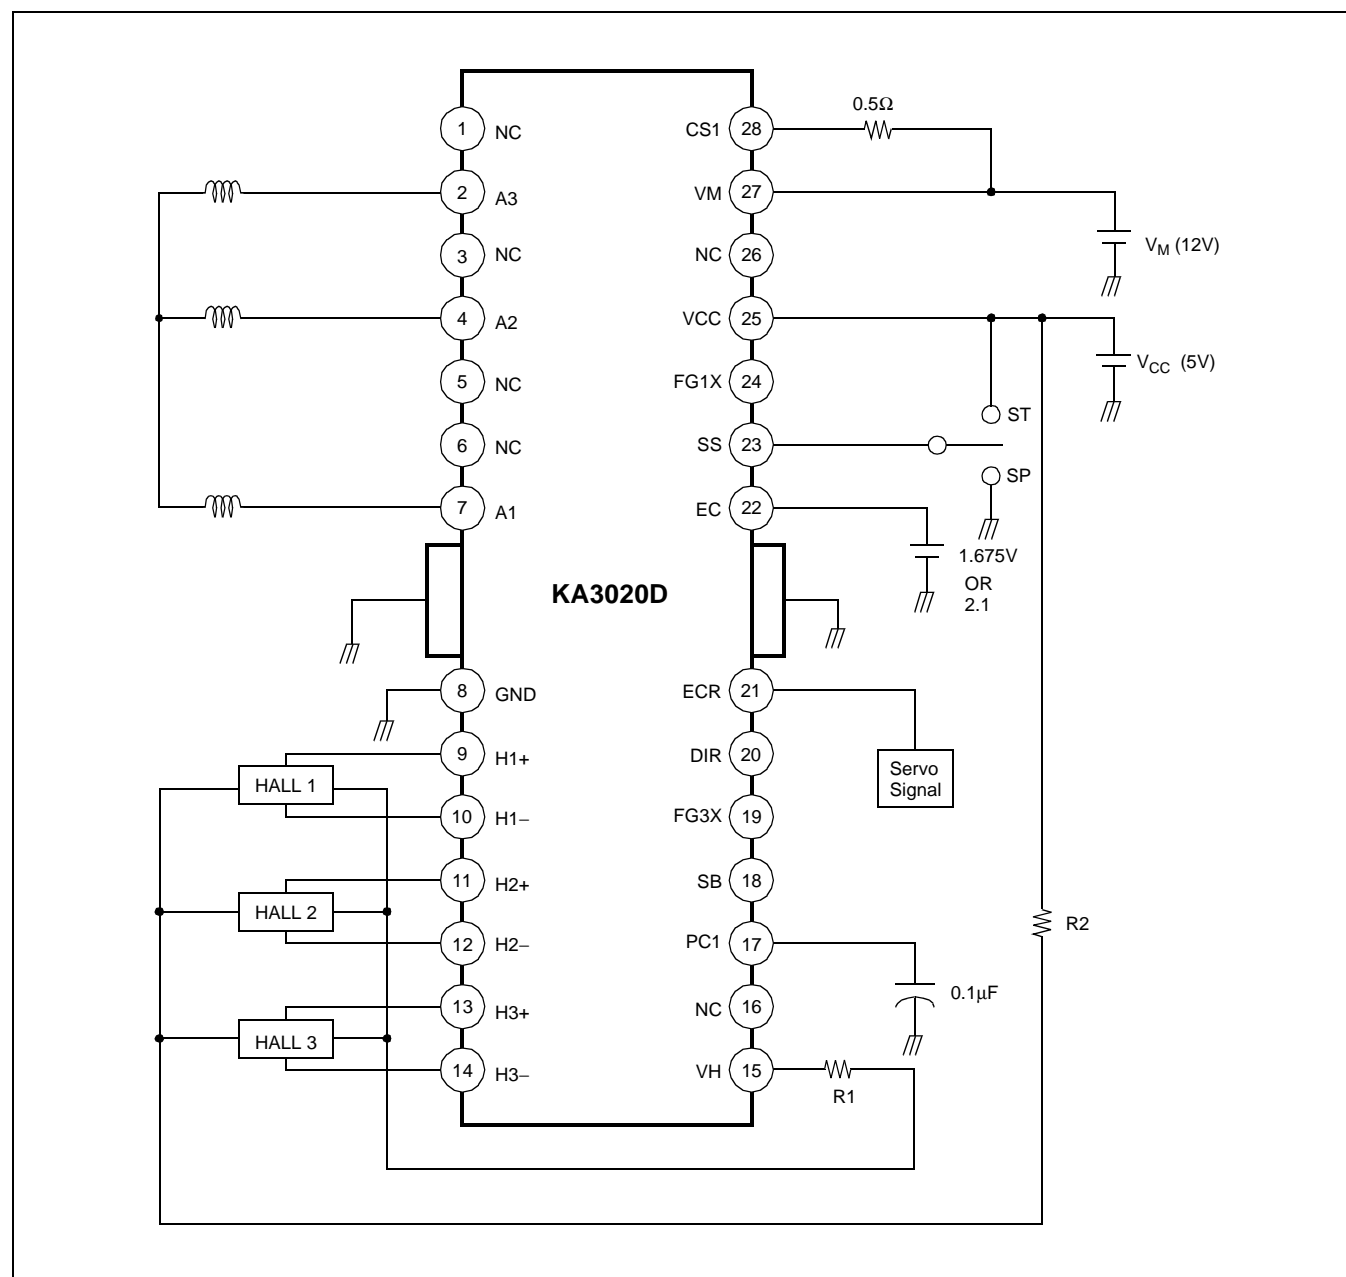 0.5Ω
1 NC
CS1 28
2 A3
VM 27
3 NC
NC 26
V_M (12V)
4 A2
VCC 25
V_CC (5V)
5 NC
FG1X 24
ST
6 NC
SS 23
SP
7 A1
EC 22
1.675V
OR
2.1
KA3020D
8 GND
ECR 21
9 H1+
DIR 20
Servo
Signal
HALL 1
10 H1−
FG3X 19
11 H2+
SB 18
HALL 2
R2
12 H2−
PC1 17
0.1µF
13 H3+
NC 16
HALL 3
14 H3−
VH 15
R1